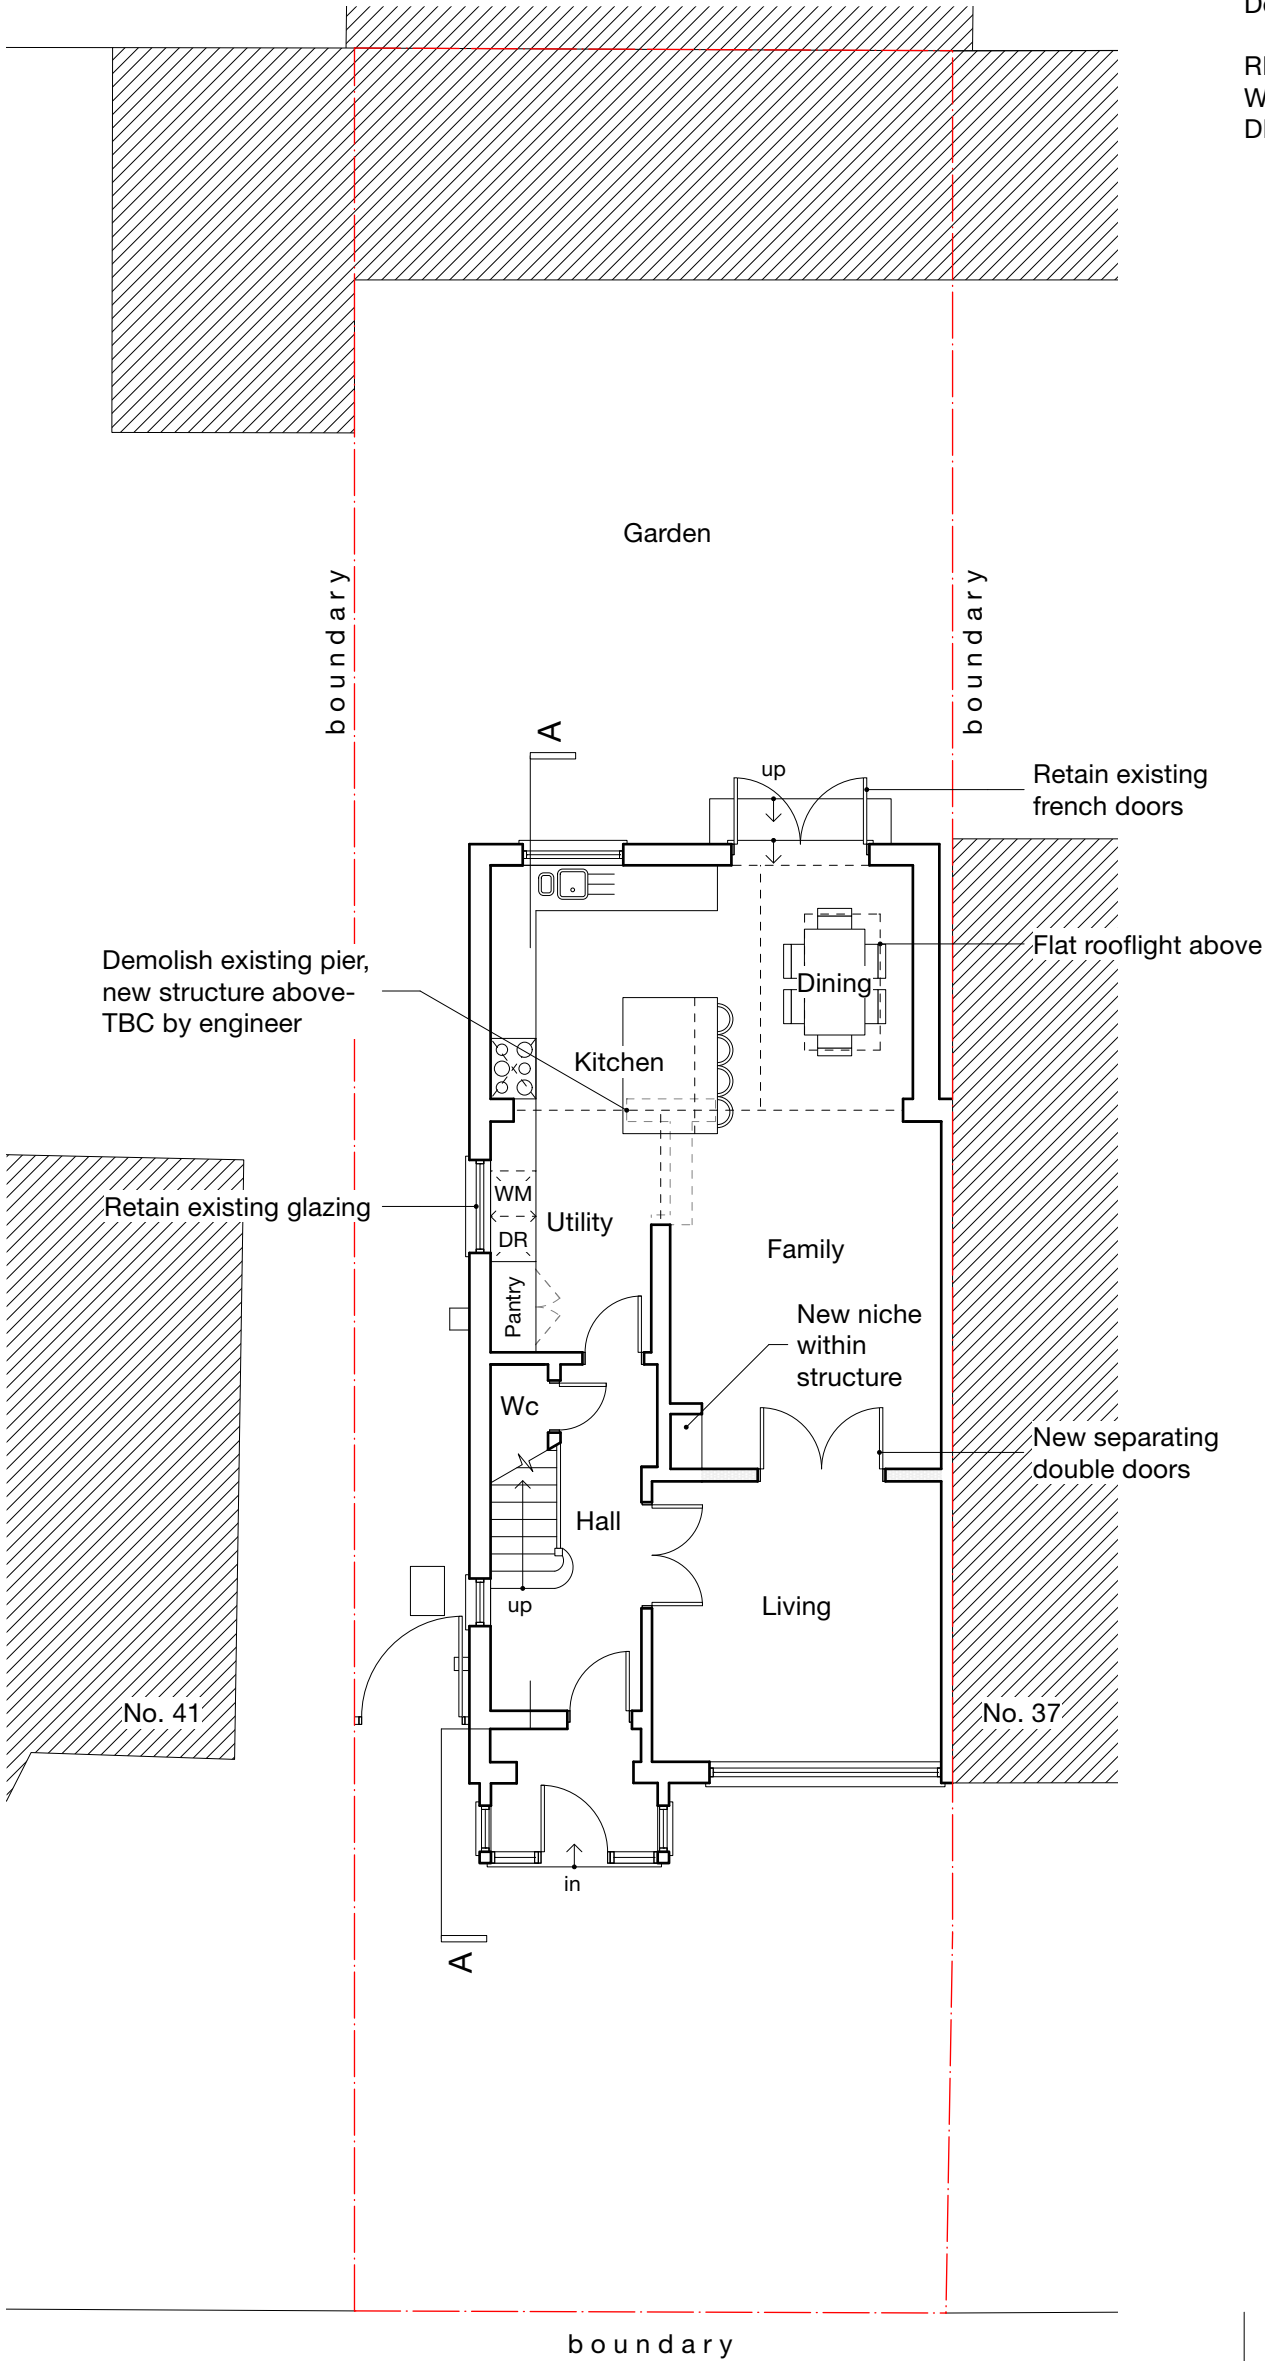 Garden
boundary
boundary
A
up
Retain existing
french doors
Demolish existing pier,
new structure above-
TBC by engineer
Flat rooflight above
Dining
Kitchen
WM
Retain existing glazing
Utility
DR
Family
Pantry
New niche
within
structure
Wc
New separating
double doors
Hall
up
Living
No. 41
No. 37
in
A
boundary